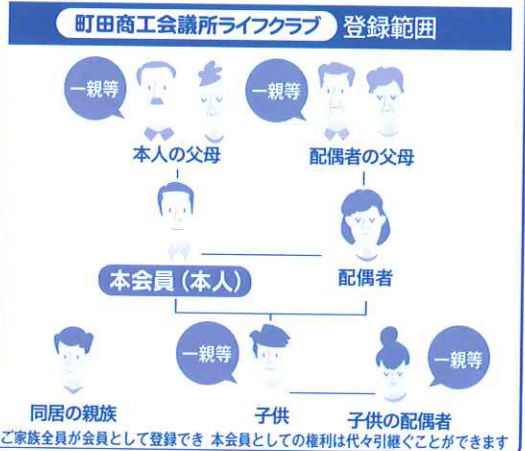 町田商工会議所ライフクラブ 登録範囲
一親等 一親等
本人の父母 配偶者の父母
本会員(本人) 配偶者
一親等 一親等
同居の親族 子供 子供の配偶者
ご家族全員が会員として登録でき 本会員としての権利は代々引継ぐことができます